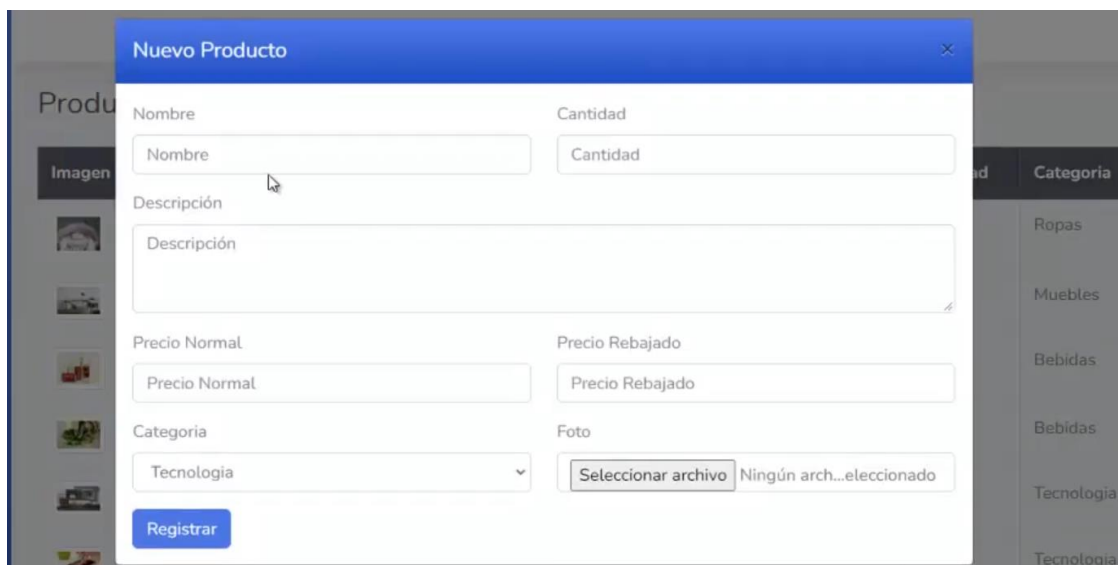 Nuevo Producto ×
Produ
Nombre Cantidad
Nombre Cantidad
Imagen ad Categoria
Descripción
Descripción
Ropas
Muebles
Precio Normal Precio Rebajado
Bebidas
Precio Normal Precio Rebajado
Categoria Foto
Bebidas
Tecnologia Seleccionar archivo Ningún arch...eleccionado
Tecnologia
Registrar
Tecnologia